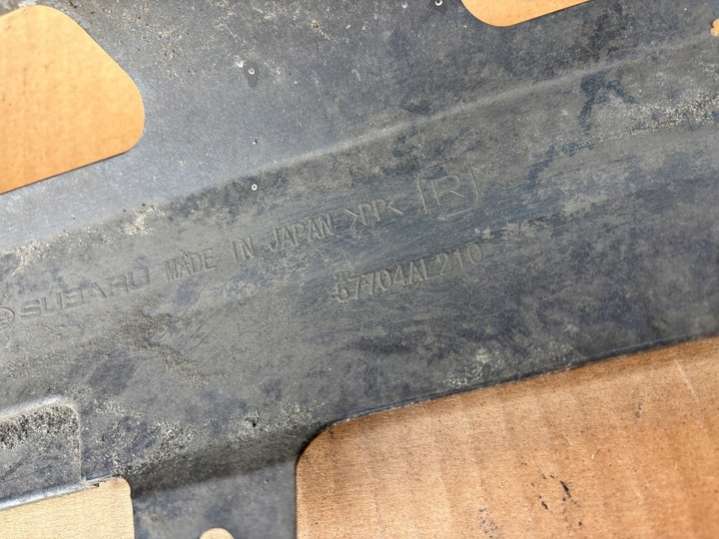 SUBARU MADE IN JAPAN >PP< [R]
57704AL210